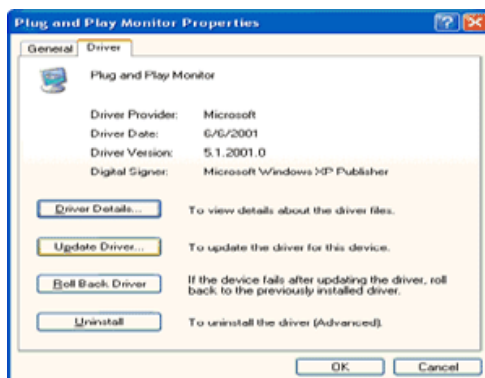 Plug and Play Monitor Properties
General
Driver
Plug and Play Monitor
Driver Provider: Microsoft
Driver Date: 6/6/2001
Driver Version: 5.1.2001.0
Digital Signer: Microsoft Windows XP Publisher
Driver Details...
To view details about the driver files.
Update Driver...
To update the driver for this device.
Roll Back Driver
If the device fails after updating the driver, roll
back to the previously installed driver.
Uninstall
To uninstall the driver (Advanced).
OK
Cancel